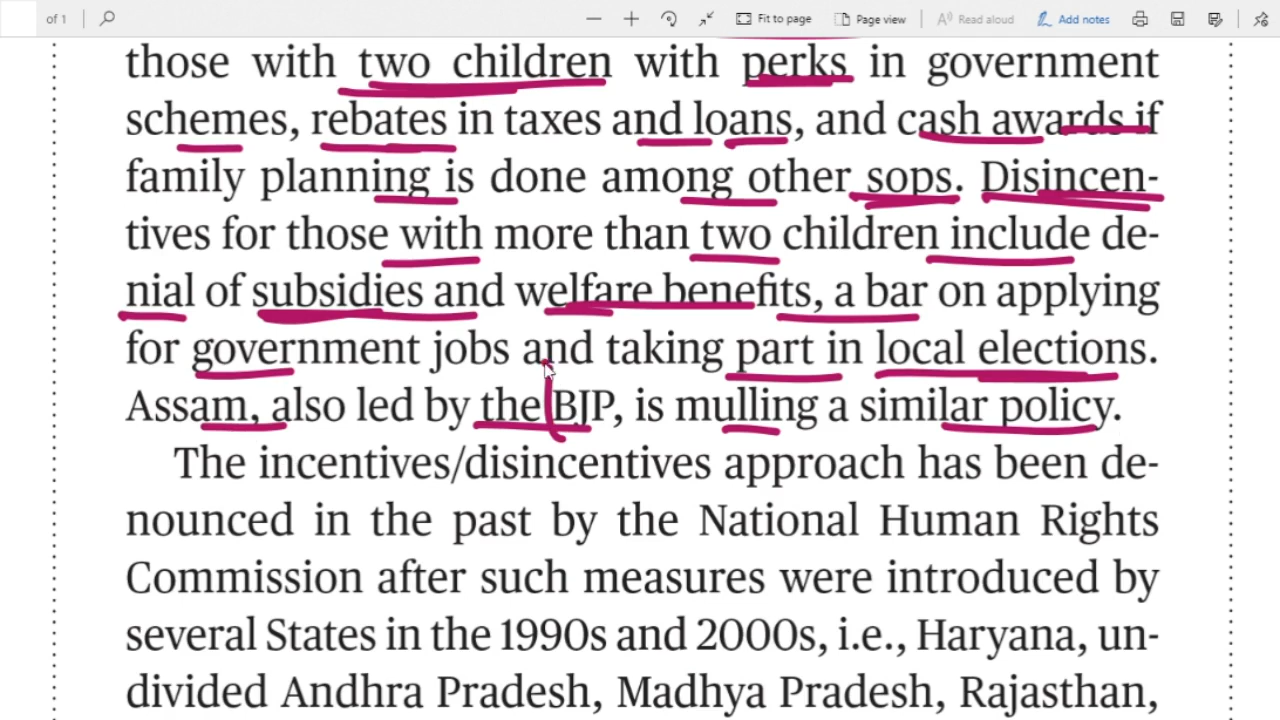 of 1 Fit to page Page view Read aloud Add notes
those with two children with perks in government
schemes, rebates in taxes and loans, and cash awards if
family planning is done among other sops. Disincen-
tives for those with more than two children include de-
nial of subsidies and welfare benefits, a bar on applying
for government jobs and taking part in local elections.
Assam, also led by the BJP, is mulling a similar policy.
The incentives/disincentives approach has been de-
nounced in the past by the National Human Rights
Commission after such measures were introduced by
several States in the 1990s and 2000s, i.e., Haryana, un-
divided Andhra Pradesh, Madhya Pradesh, Rajasthan,